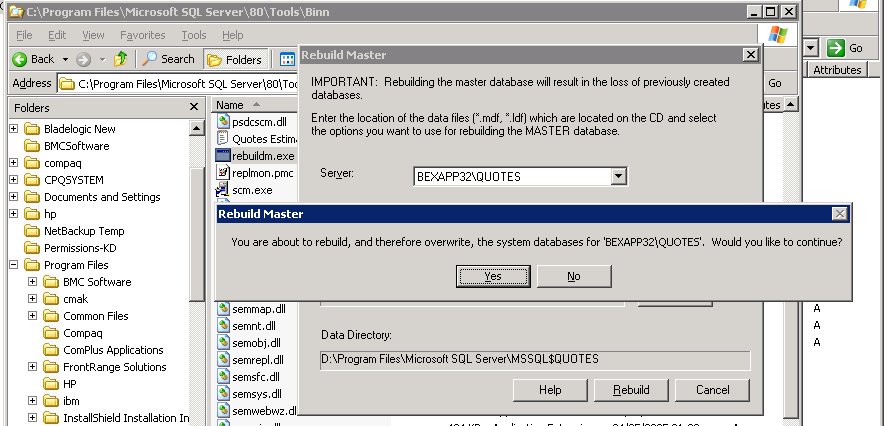 C:\Program Files\Microsoft SQL Server\80\Tools\Binn
File Edit View Favorites Tools Help
Back Search Folders
Address C:\Program Files\Microsoft SQL Server\80\Too
Go
Go
Attributes
Folders
Bladelogic New
BMCSoftware
compaq
CPQSYSTEM
Documents and Settings
hp
NetBackup Temp
Permissions-KD
Program Files
BMC Software
cmak
Common Files
Compaq
ComPlus Applications
FrontRange Solutions
HP
ibm
InstallShield Installation In
Name
psdcscm.dll
Quotes Estim
rebuildm.exe
replmon.pmc
scm.exe
semmap.dll
semnt.dll
semobj.dll
semrepl.dll
semsfc.dll
semsys.dll
semwebwz.dll
Rebuild Master
IMPORTANT: Rebuilding the master database will result in the loss of previously created
databases.
Enter the location of the data files (*.mdf, *.ldf) which are located on the CD and select
the options you want to use for rebuilding the MASTER database.
Server: BEXAPP32\QUOTES
Rebuild Master
You are about to rebuild, and therefore overwrite, the system databases for 'BEXAPP32\QUOTES'. Would you like to continue?
Yes No
Data Directory:
D:\Program Files\Microsoft SQL Server\MSSQL$QUOTES
Help Rebuild Cancel
A
A
A